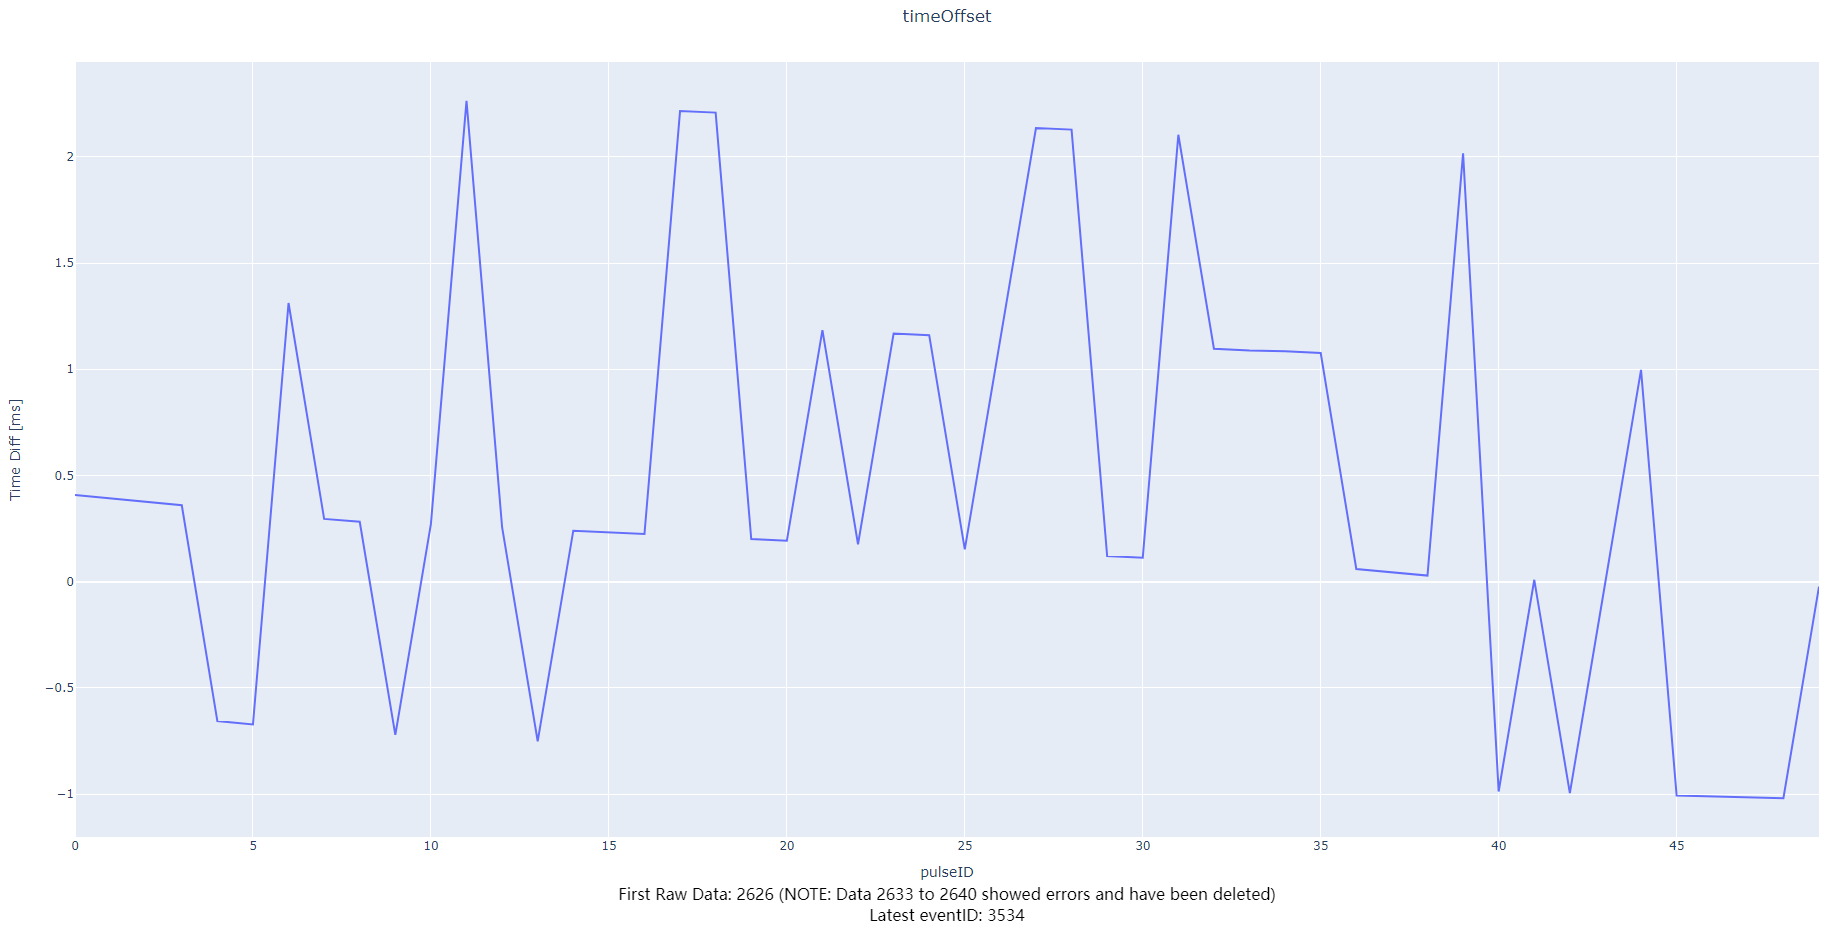 timeOffset
Time Diff [ms]
2
1.5
1
0.5
0
−0.5
−1
0 5 10 15 20 25 30 35 40 45
pulseID
First Raw Data: 2626 (NOTE: Data 2633 to 2640 showed errors and have been deleted)
Latest eventID: 3534